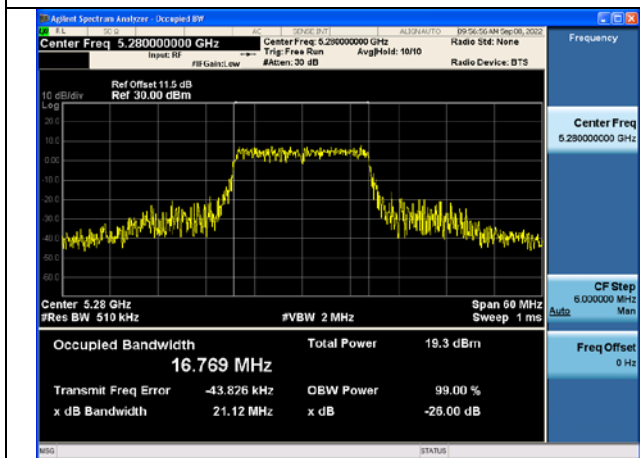 Agilent Spectrum Analyzer - Occupied BW
RL 50 Ω AC SENSE:INT ALIGN AUTO 09:56:56 AM Sep 08, 2022
Center Freq 5.280000000 GHz
Input: RF
#IFGain:Low
Center Freq: 5.280000000 GHz
Trig: Free Run Avg|Hold: 10/10
#Atten: 30 dB
Radio Std: None
Radio Device: BTS
Frequency
Ref Offset 11.5 dB
10 dB/div Ref 30.00 dBm
Log
20.0
10.0
0.00
-10.0
-20.0
-30.0
-40.0
-50.0
-60.0
Center Freq
5.280000000 GHz
Center 5.28 GHz Span 60 MHz
#Res BW 510 kHz #VBW 2 MHz Sweep 1 ms
CF Step
6.000000 MHz
Auto Man
Occupied Bandwidth Total Power 19.3 dBm
16.769 MHz
Freq Offset
0 Hz
Transmit Freq Error -43.826 kHz OBW Power 99.00 %
x dB Bandwidth 21.12 MHz x dB -26.00 dB
MSG STATUS